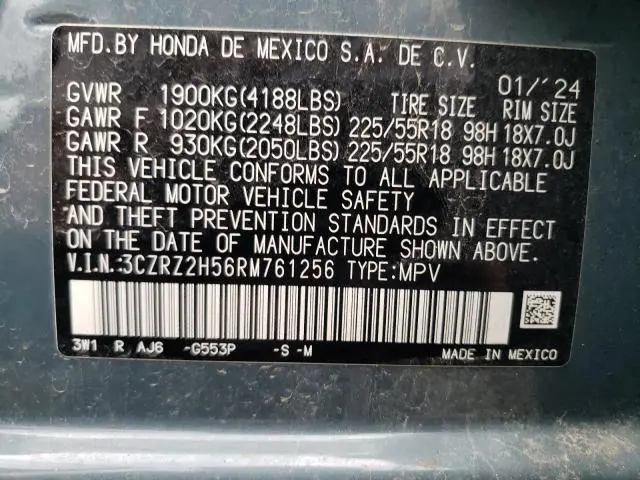 MFD.BY HONDA DE MEXICO S.A. DE C.V.
01/'24
GVWR 1900KG(4188LBS) TIRE SIZE RIM SIZE
GAWR F 1020KG(2248LBS) 225/55R18 98H 18X7.0J
GAWR R 930KG(2050LBS) 225/55R18 98H 18X7.0J
THIS VEHICLE CONFORMS TO ALL APPLICABLE
FEDERAL MOTOR VEHICLE SAFETY
AND THEFT PREVENTION STANDARDS IN EFFECT
ON THE DATE OF MANUFACTURE SHOWN ABOVE.
V.I.N.:3CZRZ2H56RM761256 TYPE:MPV
3W1 R AJ6 -G553P -S -M
MADE IN MEXICO